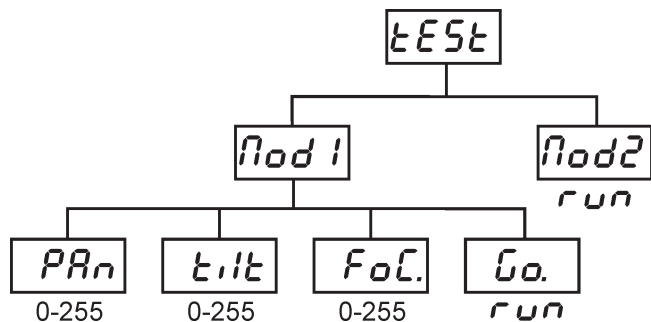 tESt
Mod1 Mod2
run
PAn tilt FoC. Go.
0-255 0-255 0-255 run